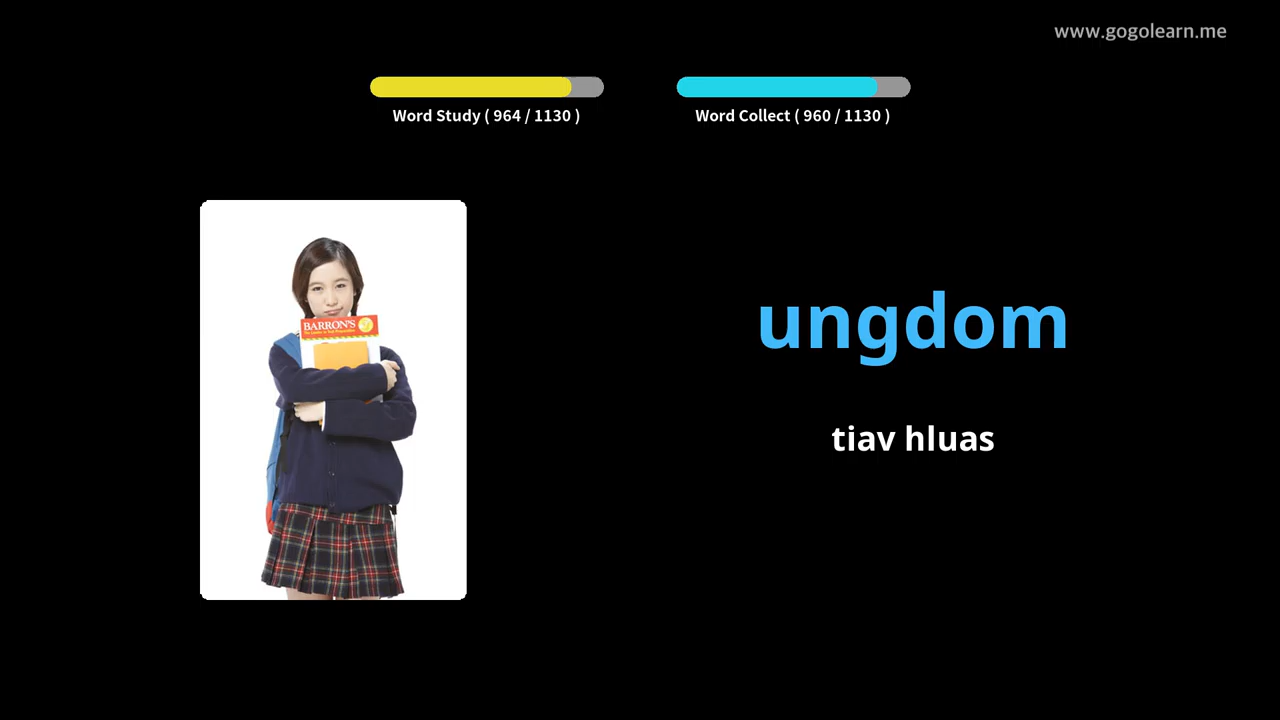 www.gogolearn.me
Word Study ( 964 / 1130 )
Word Collect ( 960 / 1130 )
BARRON'S
ungdom
tiav hluas